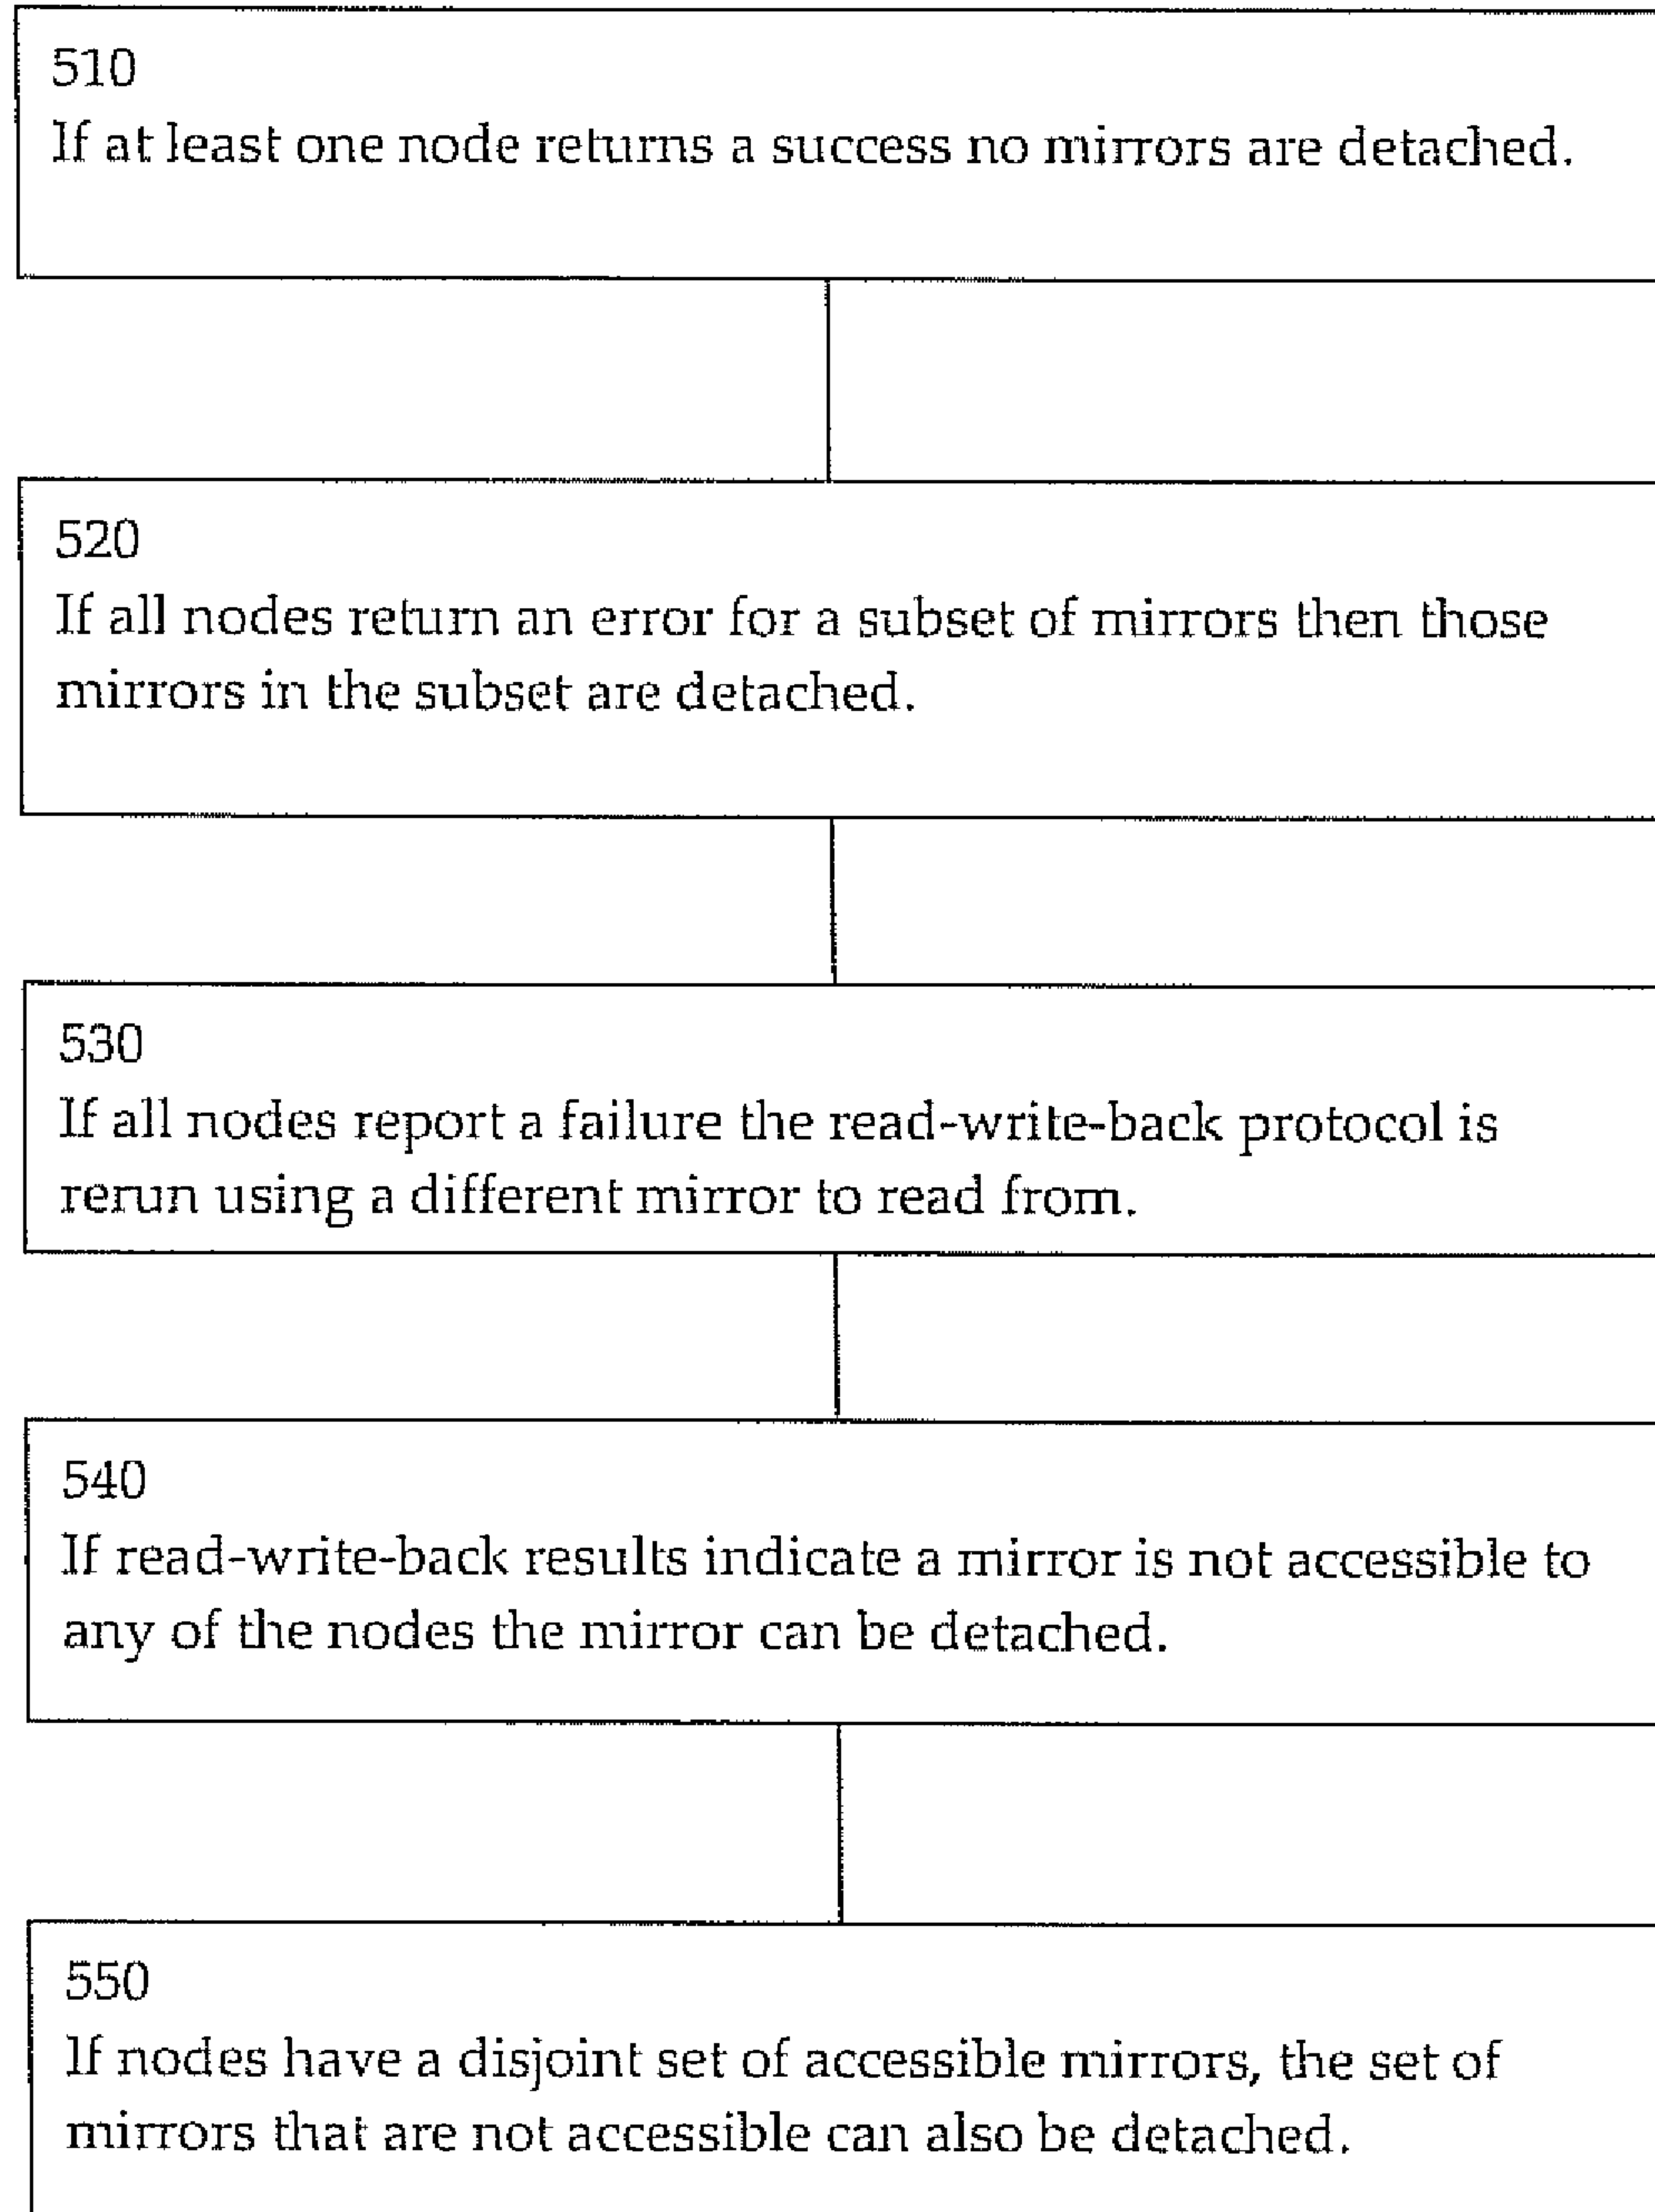 510
If at least one node returns a success no mirrors are detached.
520
If all nodes return an error for a subset of mirrors then those
mirrors in the subset are detached.
530
If all nodes report a failure the read-write-back protocol is
rerun using a different mirror to read from.
540
If read-write-back results indicate a mirror is not accessible to
any of the nodes the mirror can be detached.
550
If nodes have a disjoint set of accessible mirrors, the set of
mirrors that are not accessible can also be detached.